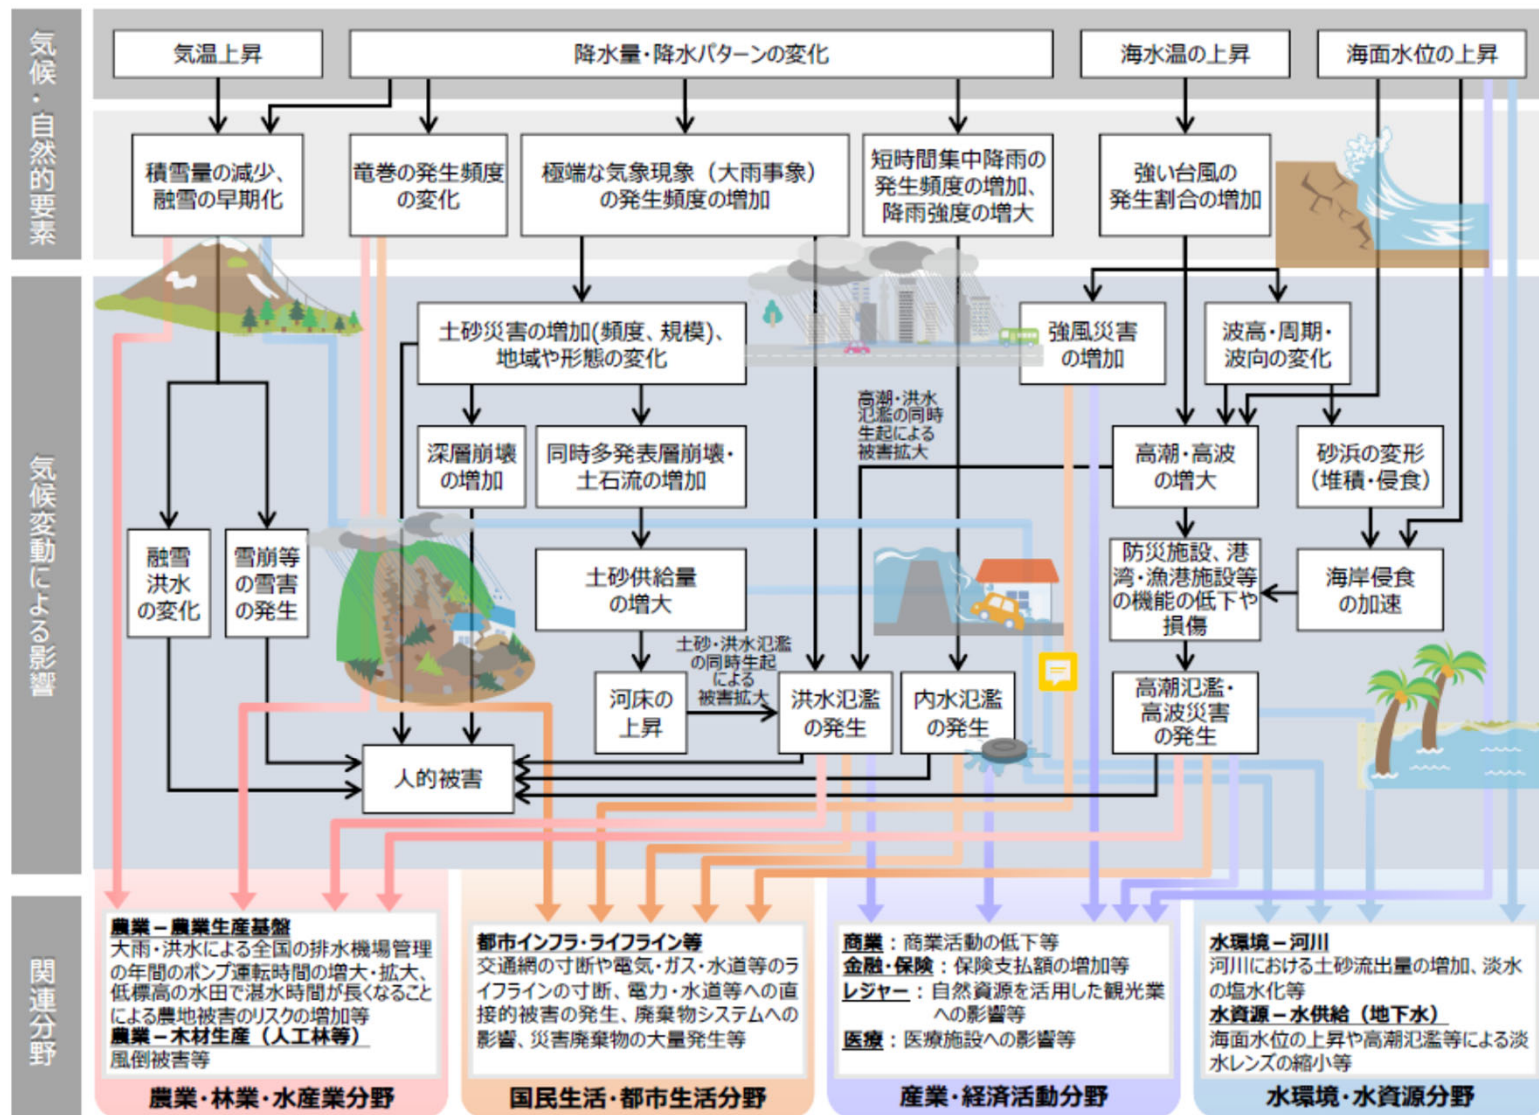 気候・自然的要素
気温上昇
降水量・降水パターンの変化
海水温の上昇
海面水位の上昇
積雪量の減少、
融雪の早期化
竜巻の発生頻度
の変化
極端な気象現象（大雨事象）
の発生頻度の増加
短時間集中降雨の
発生頻度の増加、
降雨強度の増大
強い台風の
発生割合の増加
気候変動による影響
土砂災害の増加(頻度、規模)、
地域や形態の変化
強風災害
の増加
波高・周期・
波向の変化
深層崩壊
の増加
同時多発表層崩壊・
土石流の増加
高潮・洪水
氾濫の同時
生起による
被害拡大
高潮・高波
の増大
砂浜の変形
（堆積・侵食）
融雪
洪水
の変化
雪崩等
の雪害
の発生
土砂供給量
の増大
防災施設、港
湾・漁港施設等
の機能の低下や
損傷
海岸侵食
の加速
土砂・洪水氾濫
の同時生起
による
被害拡大
河床の
上昇
洪水氾濫
の発生
内水氾濫
の発生
高潮氾濫・
高波災害
の発生
人的被害
関連分野
農業－農業生産基盤
大雨・洪水による全国の排水機場管理
の年間のポンプ運転時間の増大・拡大、
低標高の水田で湛水時間が長くなること
による農地被害のリスクの増加等
農業－木材生産（人工林等）
風倒被害等
農業・林業・水産業分野
都市インフラ・ライフライン等
交通網の寸断や電気・ガス・水道等のラ
イフラインの寸断、電力・水道等への直
接的被害の発生、廃棄物システムへの
影響、災害廃棄物の大量発生等
国民生活・都市生活分野
商業：商業活動の低下等
金融・保険：保険支払額の増加等
レジャー：自然資源を活用した観光業
への影響等
医療：医療施設への影響等
産業・経済活動分野
水環境－河川
河川における土砂流出量の増加、淡水
の塩水化等
水資源－水供給（地下水）
海面水位の上昇や高潮氾濫等による淡
水レンズの縮小等
水環境・水資源分野